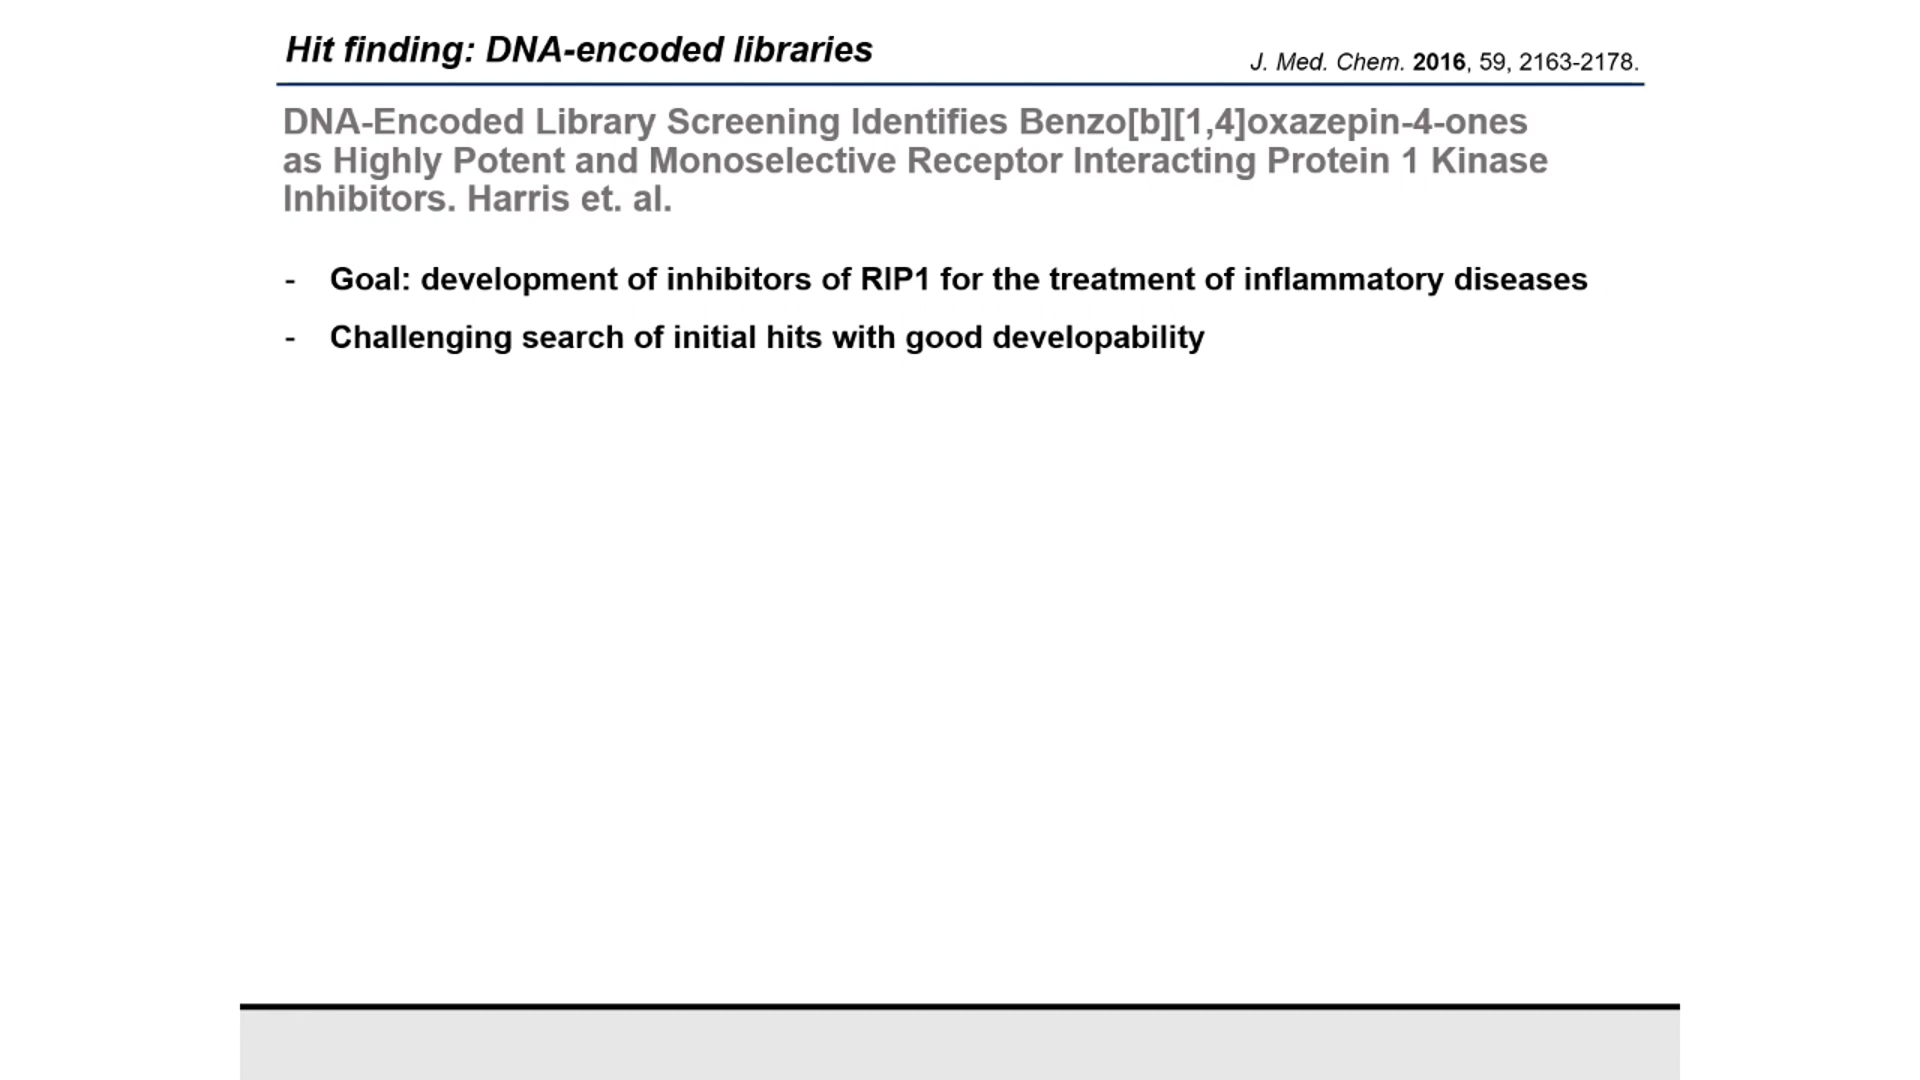 Hit finding: DNA-encoded libraries
J. Med. Chem. 2016, 59, 2163-2178.
DNA-Encoded Library Screening Identifies Benzo[b][1,4]oxazepin-4-ones
as Highly Potent and Monoselective Receptor Interacting Protein 1 Kinase
Inhibitors. Harris et. al.
- Goal: development of inhibitors of RIP1 for the treatment of inflammatory diseases
- Challenging search of initial hits with good developability